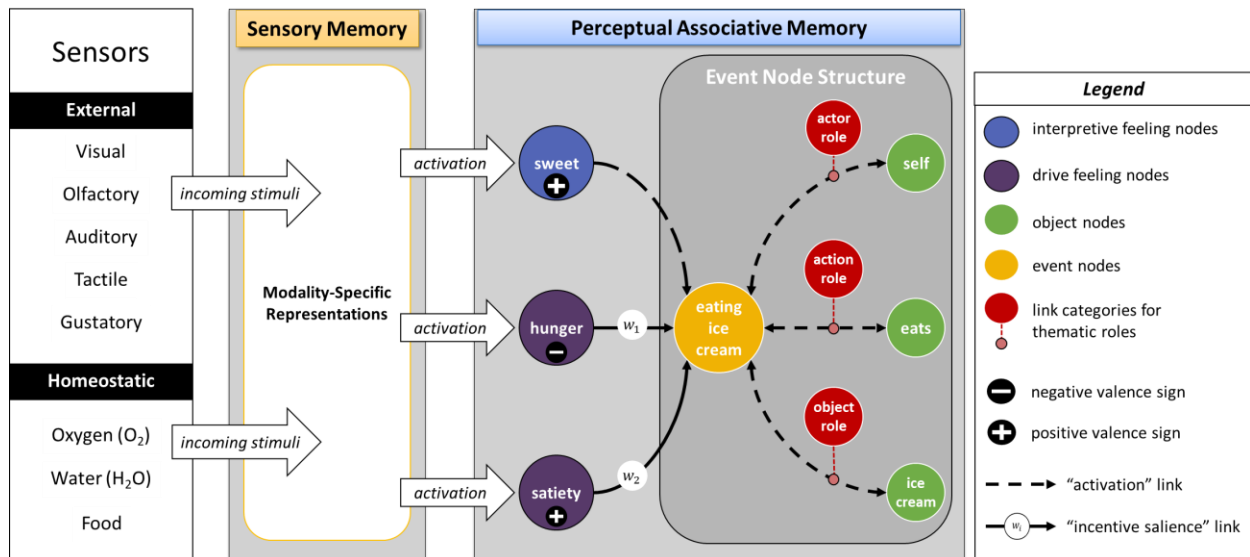 Sensors
External
Visual
Olfactory
Auditory
Tactile
Gustatory
Homeostatic
Oxygen (O₂)
Water (H₂O)
Food
incoming stimuli
incoming stimuli
Sensory Memory
Modality-Specific
Representations
activation
activation
activation
Perceptual Associative Memory
sweet
hunger
satiety
w₁
w₂
Event Node Structure
eating
ice
cream
actor
role
action
role
object
role
self
eats
ice
cream
Legend
interpretive feeling nodes
drive feeling nodes
object nodes
event nodes
link categories for
thematic roles
negative valence sign
positive valence sign
“activation” link
wᵢ
“incentive salience” link